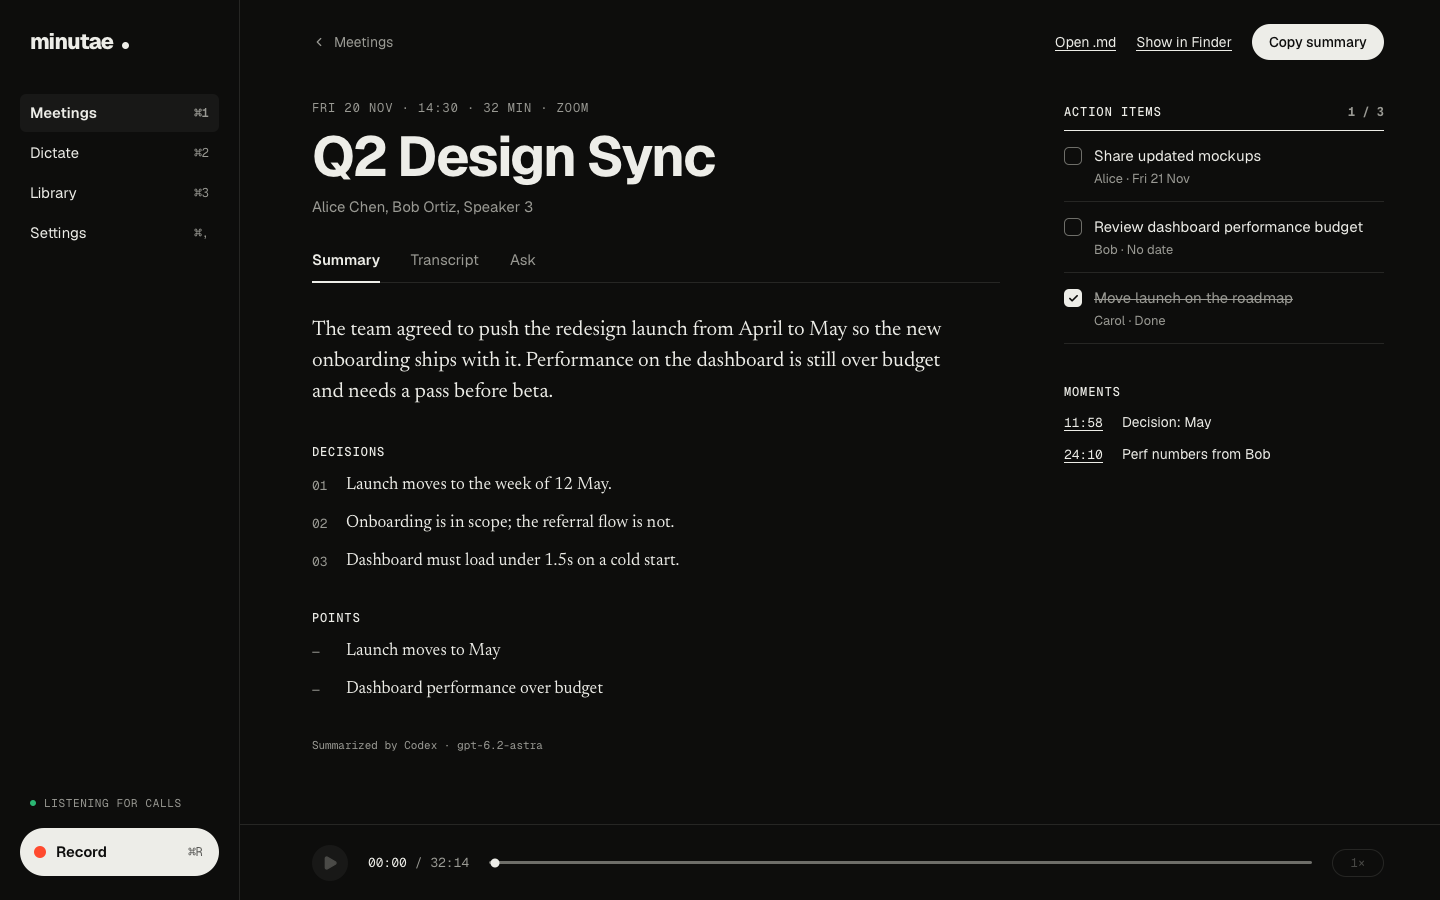 minutae
Meetings ⌘1
Dictate ⌘2
Library ⌘3
Settings ⌘,
LISTENING FOR CALLS
Record ⌘R
Meetings
Open .md
Show in Finder
Copy summary
FRI 20 NOV · 14:30 · 32 MIN · ZOOM
Q2 Design Sync
Alice Chen, Bob Ortiz, Speaker 3
Summary Transcript Ask
The team agreed to push the redesign launch from April to May so the new
onboarding ships with it. Performance on the dashboard is still over budget
and needs a pass before beta.
DECISIONS
01 Launch moves to the week of 12 May.
02 Onboarding is in scope; the referral flow is not.
03 Dashboard must load under 1.5s on a cold start.
POINTS
– Launch moves to May
– Dashboard performance over budget
Summarized by Codex · gpt-6.2-astra
ACTION ITEMS 1 / 3
Share updated mockups
Alice · Fri 21 Nov
Review dashboard performance budget
Bob · No date
Move launch on the roadmap
Carol · Done
MOMENTS
11:58 Decision: May
24:10 Perf numbers from Bob
00:00 / 32:14
1×